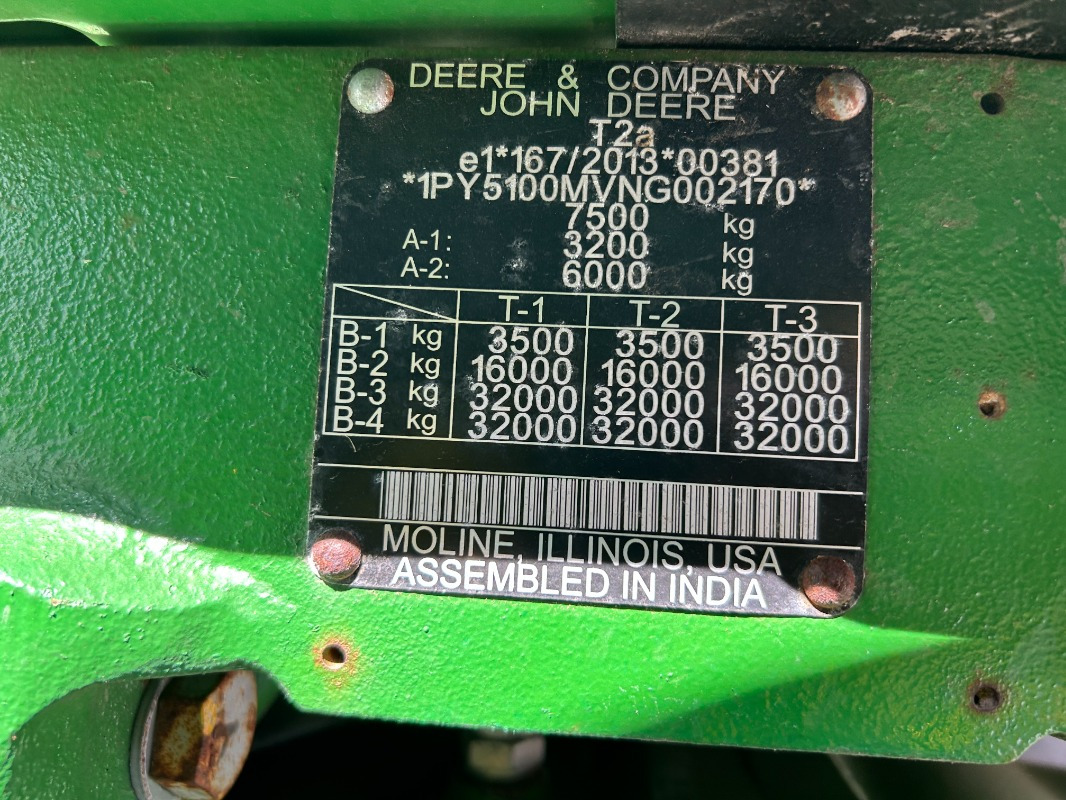 DEERE & COMPANY
JOHN DEERE
T2a
e1*167/2013*00381
*1PY5100MVNG002170*
7500 kg
A-1: 3200 kg
A-2: 6000 kg
T-1 T-2 T-3
B-1 kg 3500 3500 3500
B-2 kg 16000 16000 16000
B-3 kg 32000 32000 32000
B-4 kg 32000 32000 32000
MOLINE, ILLINOIS, USA
ASSEMBLED IN INDIA